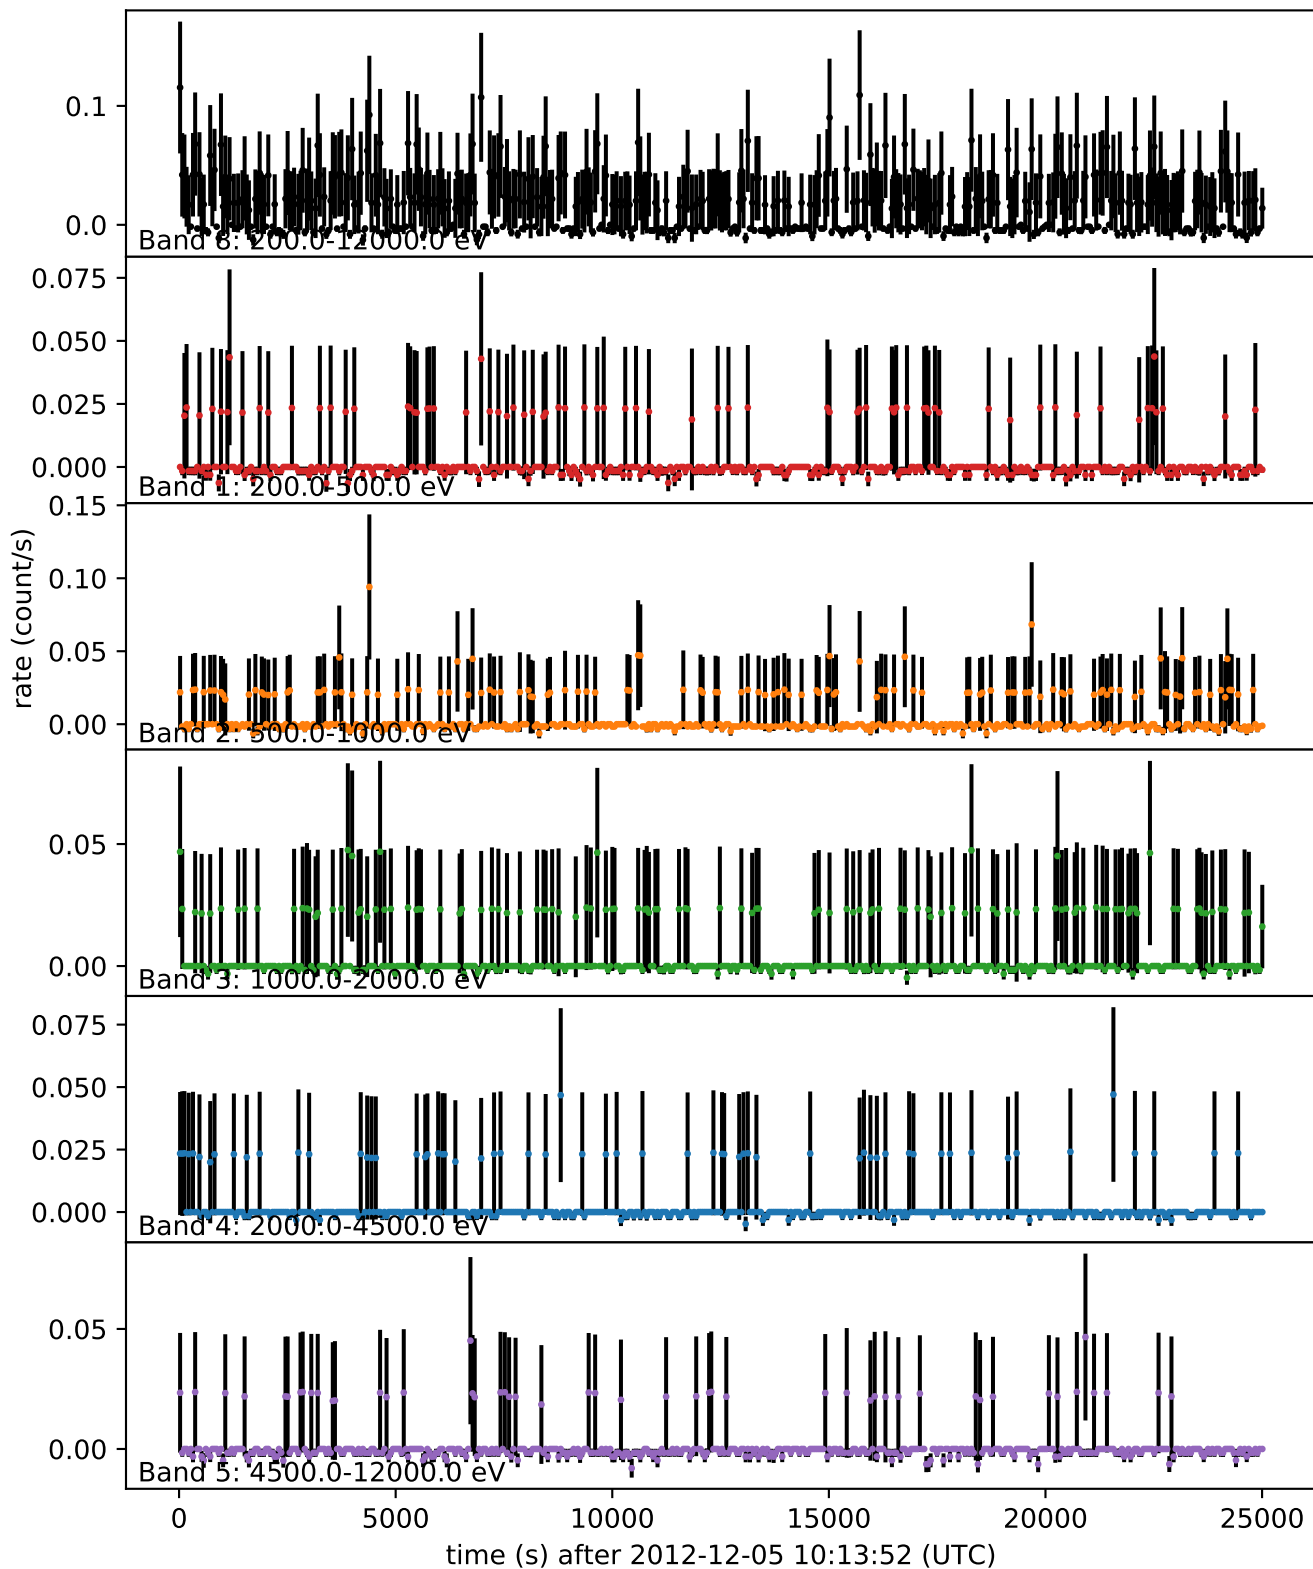 0.1
0.0
Band 8: 200.0-12000.0 eV
0.075
0.050
0.025
0.000
Band 1: 200.0-500.0 eV
0.15
0.10
0.05
0.00
Band 2: 500.0-1000.0 eV
rate (count/s)
0.05
0.00
Band 3: 1000.0-2000.0 eV
0.075
0.050
0.025
0.000
Band 4: 2000.0-4500.0 eV
0.05
0.00
Band 5: 4500.0-12000.0 eV
0 5000 10000 15000 20000 25000
time (s) after 2012-12-05 10:13:52 (UTC)